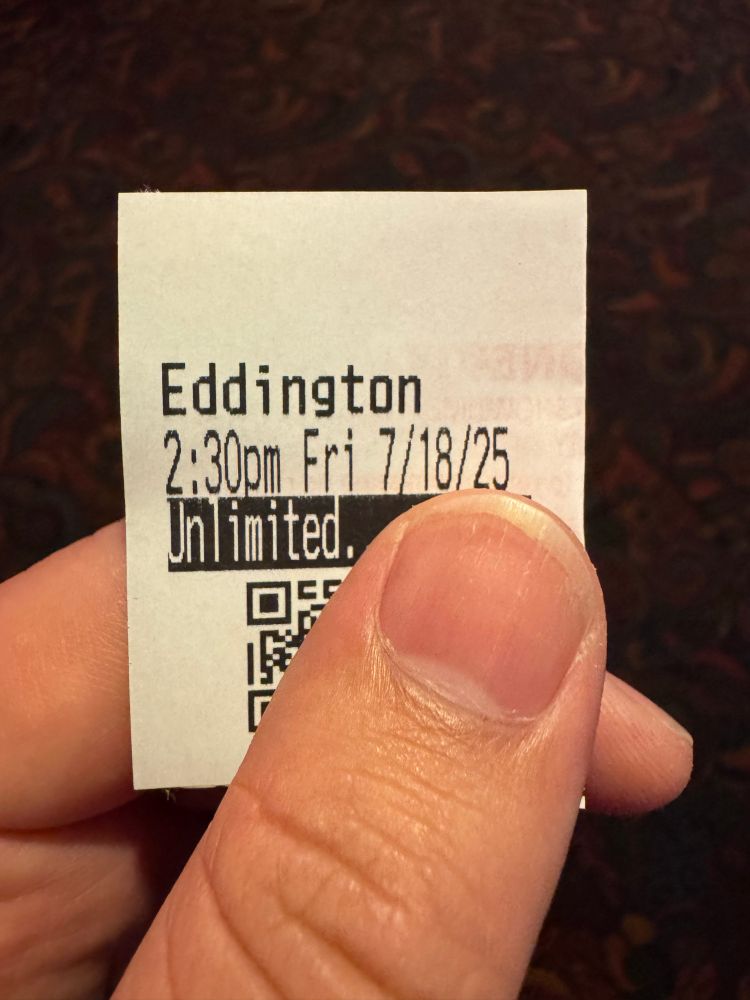 Eddington
2:30pm Fri 7/18/25
Unlimited.